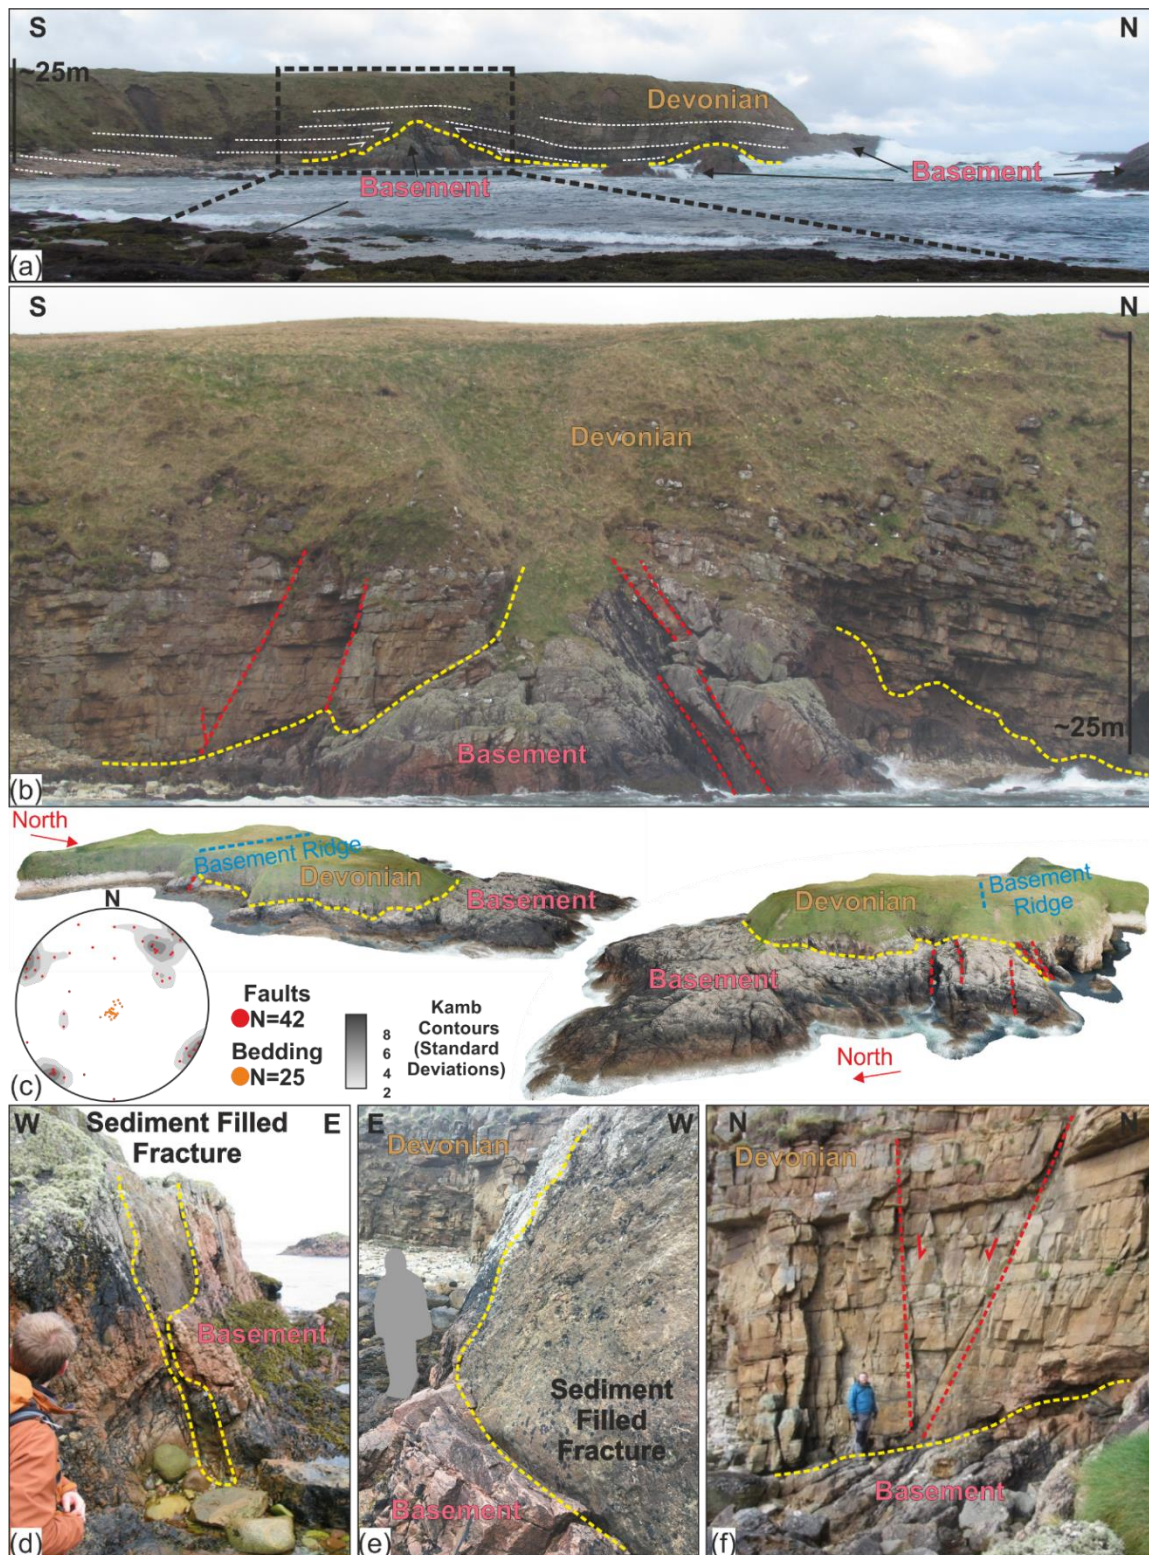 S
N
~25m
Devonian
Basement
Basement
(a)
S
N
Devonian
~25m
Basement
(b)
North
Basement Ridge
Devonian
Basement
N
Faults
N=42
Bedding
N=25
8
6
4
2
Kamb
Contours
(Standard
Deviations)
(c)
Devonian
Basement
Ridge
Basement
North
W
E
Sediment Filled
Fracture
Basement
(d)
E
W
Devonian
Sediment
Filled
Fracture
Basement
(e)
N
N
Devonian
Basement
(f)